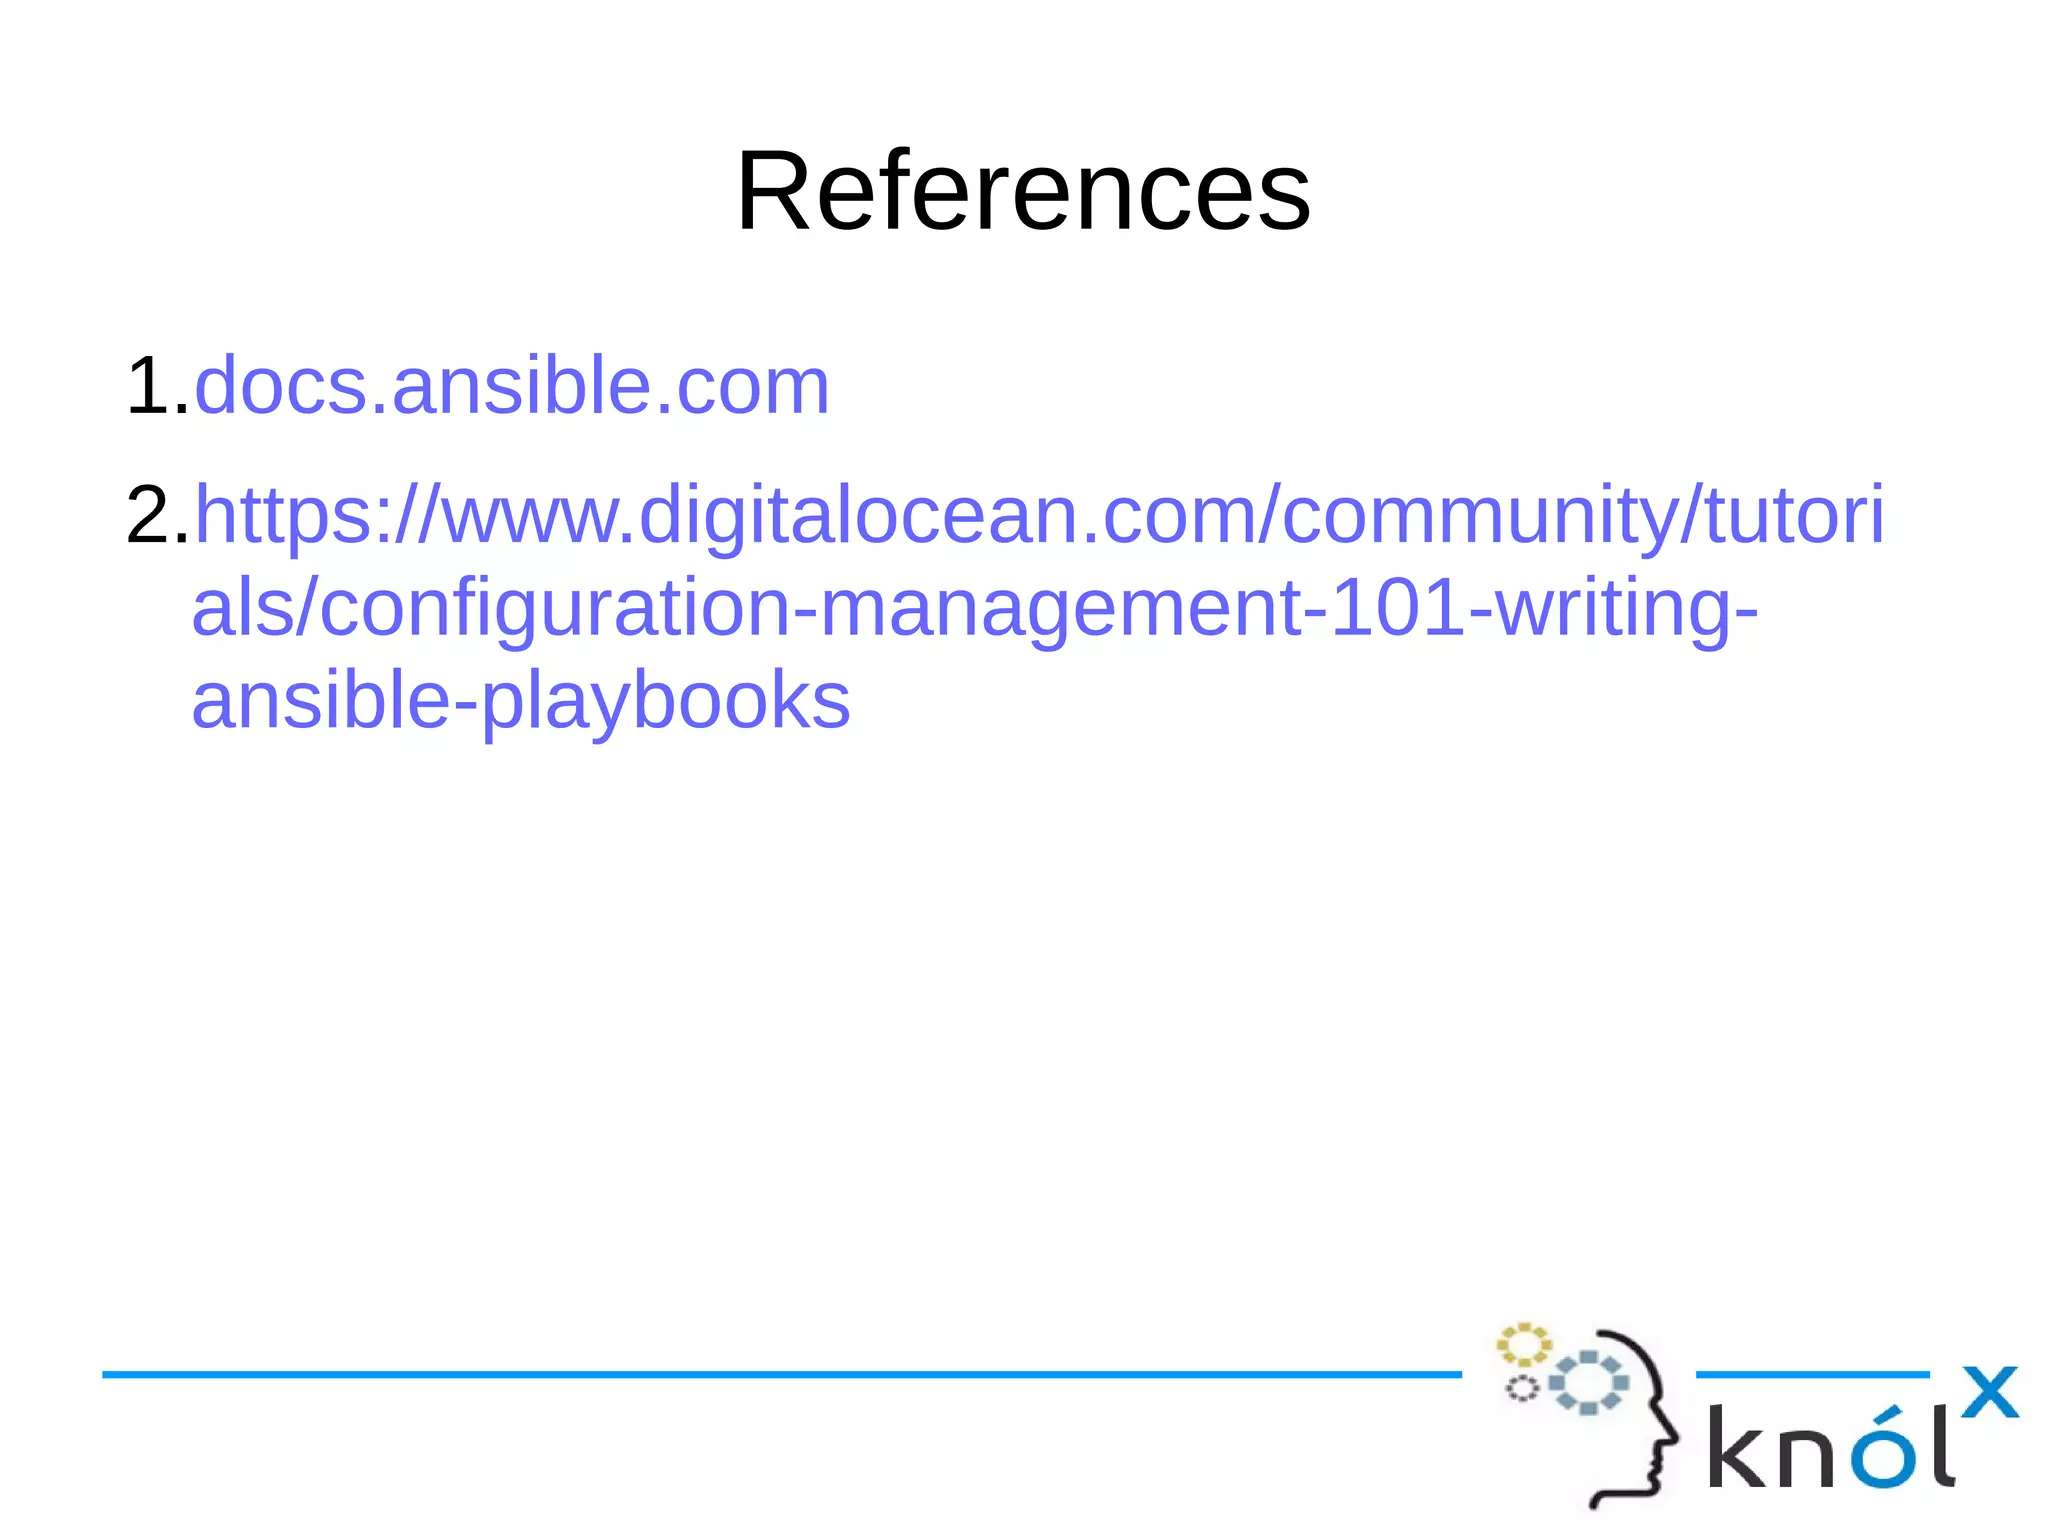 References
1.docs.ansible.com
2.https://www.digitalocean.com/community/tutori
als/configuration-management-101-writing-
ansible-playbooks
knólx